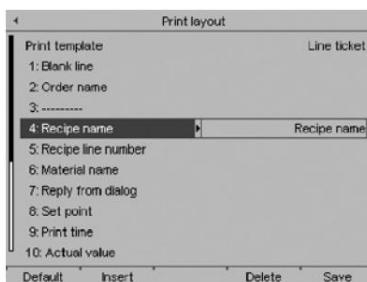 Print layout
Print template Line ticket
1: Blank line
2: Order name
3: ---------
4: Recipe name Recipe name
5: Recipe line number
6: Material name
7: Reply from dialog
8: Set point
9: Print time
10: Actual value
Default Insert Delete Save